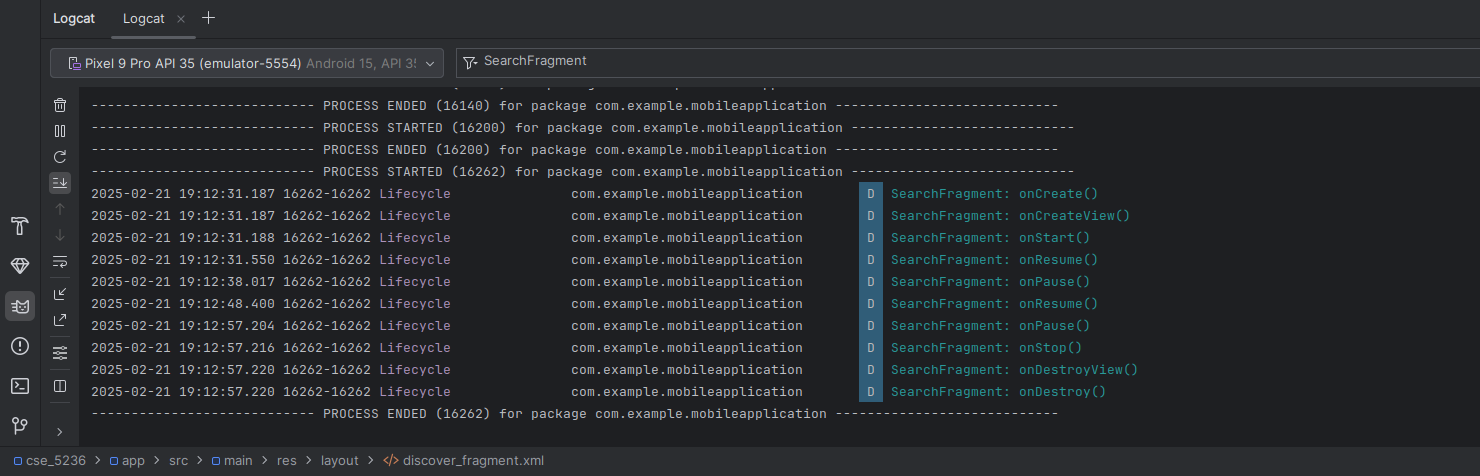 Logcat Logcat × +
Pixel 9 Pro API 35 (emulator-5554) Android 15, API 35 SearchFragment
---------------------------- PROCESS ENDED (16140) for package com.example.mobileapplication ----------------------------
---------------------------- PROCESS STARTED (16200) for package com.example.mobileapplication ----------------------------
---------------------------- PROCESS ENDED (16200) for package com.example.mobileapplication ----------------------------
---------------------------- PROCESS STARTED (16262) for package com.example.mobileapplication ----------------------------
2025-02-21 19:12:31.187 16262-16262 Lifecycle com.example.mobileapplication D SearchFragment: onCreate()
2025-02-21 19:12:31.187 16262-16262 Lifecycle com.example.mobileapplication D SearchFragment: onCreateView()
2025-02-21 19:12:31.188 16262-16262 Lifecycle com.example.mobileapplication D SearchFragment: onStart()
2025-02-21 19:12:31.550 16262-16262 Lifecycle com.example.mobileapplication D SearchFragment: onResume()
2025-02-21 19:12:38.017 16262-16262 Lifecycle com.example.mobileapplication D SearchFragment: onPause()
2025-02-21 19:12:48.400 16262-16262 Lifecycle com.example.mobileapplication D SearchFragment: onResume()
2025-02-21 19:12:57.204 16262-16262 Lifecycle com.example.mobileapplication D SearchFragment: onPause()
2025-02-21 19:12:57.216 16262-16262 Lifecycle com.example.mobileapplication D SearchFragment: onStop()
2025-02-21 19:12:57.220 16262-16262 Lifecycle com.example.mobileapplication D SearchFragment: onDestroyView()
2025-02-21 19:12:57.220 16262-16262 Lifecycle com.example.mobileapplication D SearchFragment: onDestroy()
---------------------------- PROCESS ENDED (16262) for package com.example.mobileapplication ----------------------------
cse_5236 > app > src > main > res > layout > discover_fragment.xml